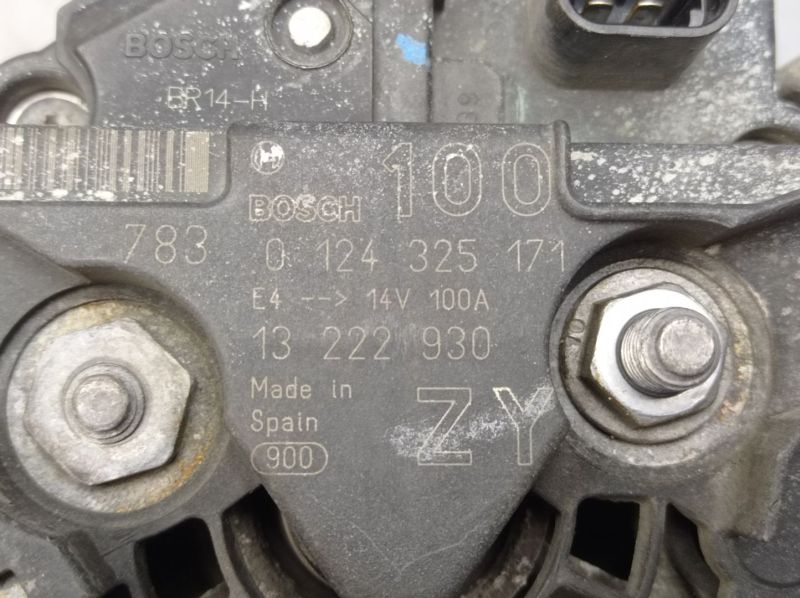 BOSCH
BR14-H
BOSCH 100
783 0 124 325 171
E4 --> 14V 100A
13 222 930
Made in
Spain
900
ZY